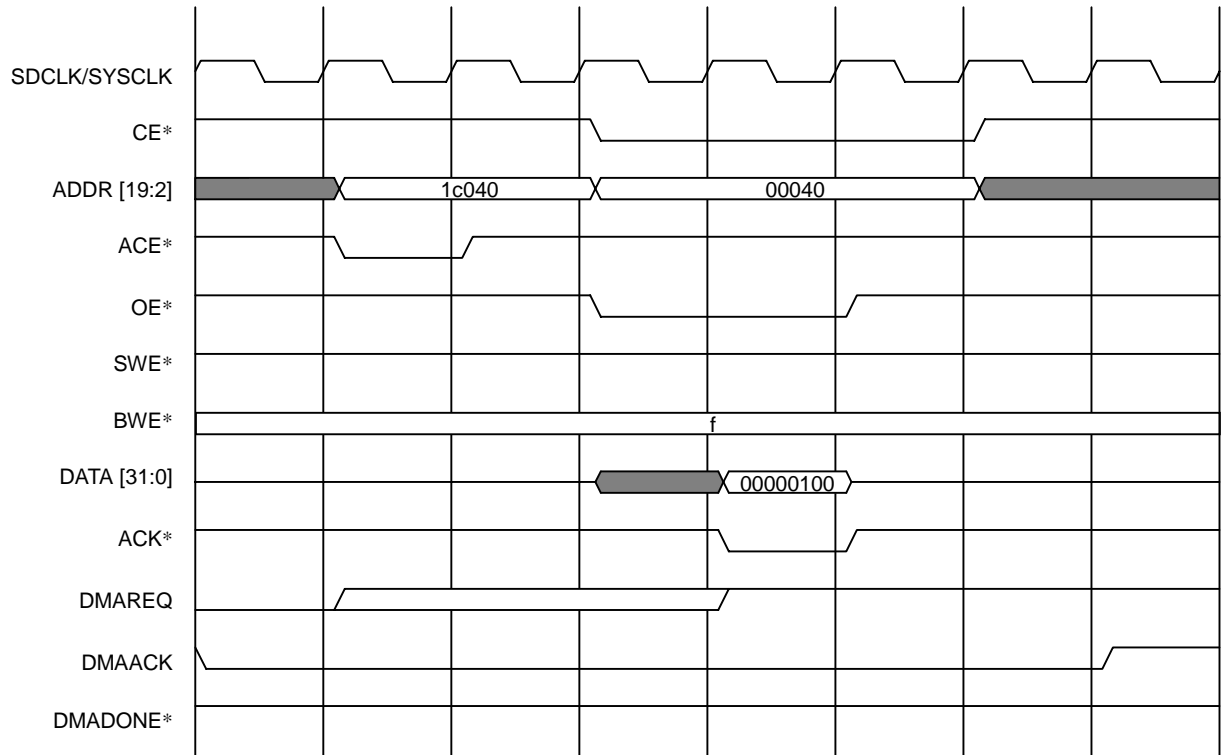 SDCLK/SYSCLK
CE*
ADDR [19:2] 1c040 00040
ACE*
OE*
SWE*
BWE* f
DATA [31:0] 00000100
ACK*
DMAREQ
DMAACK
DMADONE*